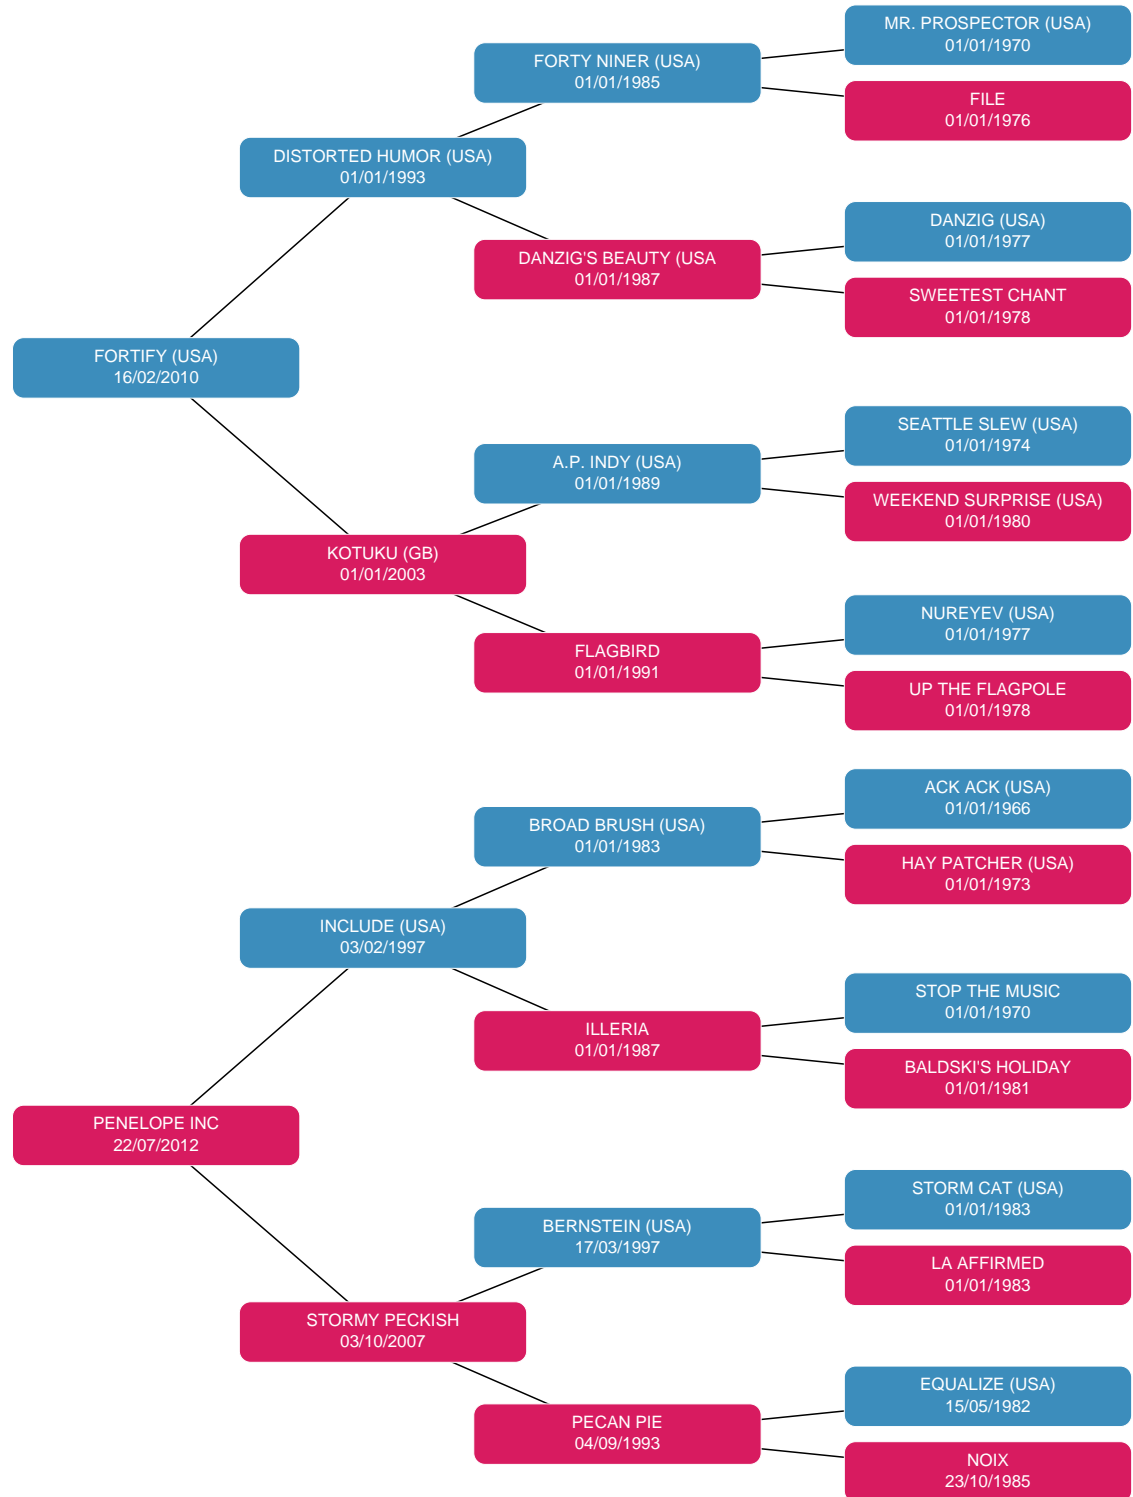 MR. PROSPECTOR (USA)
01/01/1970
FORTY NINER (USA)
01/01/1985
FILE
01/01/1976
DISTORTED HUMOR (USA)
01/01/1993
DANZIG (USA)
01/01/1977
DANZIG'S BEAUTY (USA
01/01/1987
SWEETEST CHANT
01/01/1978
FORTIFY (USA)
16/02/2010
SEATTLE SLEW (USA)
01/01/1974
A.P. INDY (USA)
01/01/1989
WEEKEND SURPRISE (USA)
01/01/1980
KOTUKU (GB)
01/01/2003
NUREYEV (USA)
01/01/1977
FLAGBIRD
01/01/1991
UP THE FLAGPOLE
01/01/1978
ACK ACK (USA)
01/01/1966
BROAD BRUSH (USA)
01/01/1983
HAY PATCHER (USA)
01/01/1973
INCLUDE (USA)
03/02/1997
STOP THE MUSIC
01/01/1970
ILLERIA
01/01/1987
BALDSKI'S HOLIDAY
01/01/1981
PENELOPE INC
22/07/2012
STORM CAT (USA)
01/01/1983
BERNSTEIN (USA)
17/03/1997
LA AFFIRMED
01/01/1983
STORMY PECKISH
03/10/2007
EQUALIZE (USA)
15/05/1982
PECAN PIE
04/09/1993
NOIX
23/10/1985